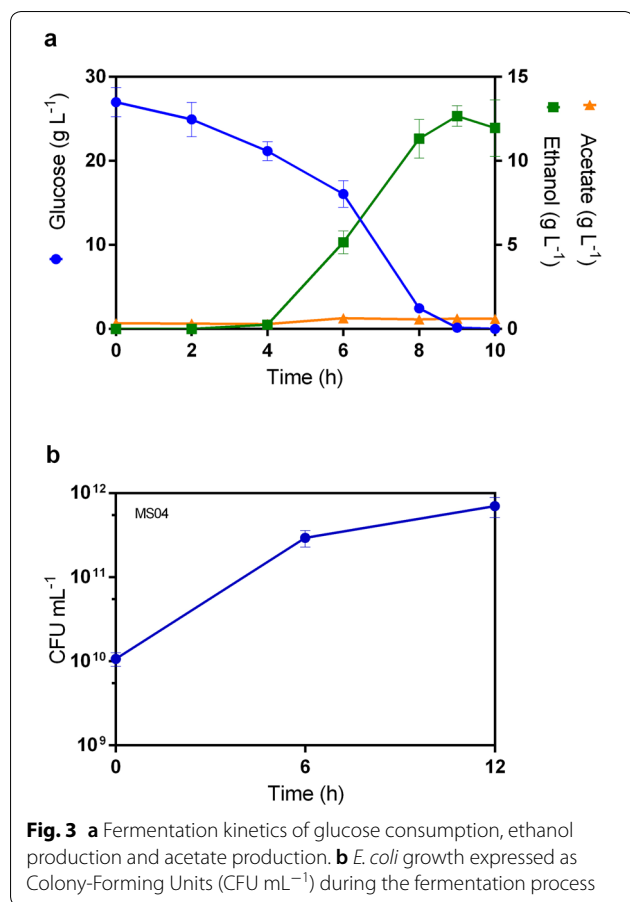 a
Glucose (g L⁻¹)
30
20
10
0
15
10
5
0
Ethanol (g L⁻¹)
Acetate (g L⁻¹)
0 2 4 6 8 10
Time (h)
b
MS04
CFU mL⁻¹
10¹²
10¹¹
10¹⁰
10⁹
0 6 12
Time (h)
Fig. 3 a Fermentation kinetics of glucose consumption, ethanol
production and acetate production. b E. coli growth expressed as
Colony-Forming Units (CFU mL⁻¹) during the fermentation process